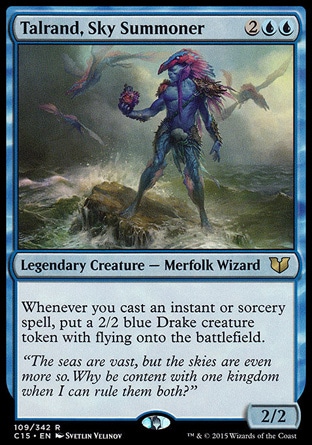 Talrand, Sky Summoner 2
Legendary Creature — Merfolk Wizard
Whenever you cast an instant or sorcery
spell, put a 2/2 blue Drake creature
token with flying onto the battlefield.
“The seas are vast, but the skies are even
more so. Why be content with one kingdom
when I can rule them both?”
2/2
109/342 R
C15 • EN Svetlin Velinov
™ & © 2015 Wizards of the Coast